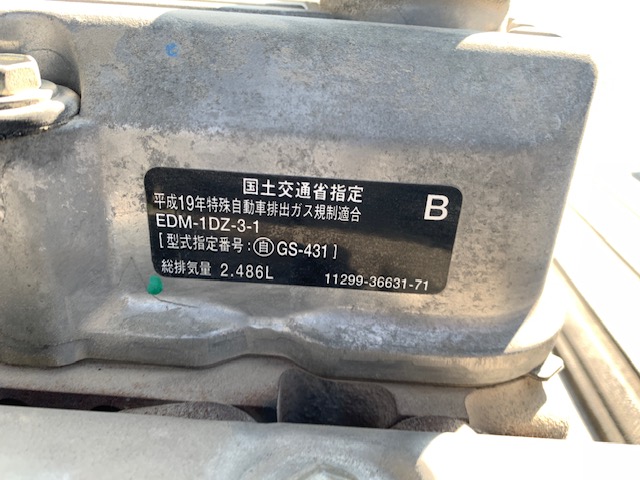 国土交通省指定
平成19年特殊自動車排出ガス規制適合 B
EDM-1DZ-3-1
[型式指定番号:㊂GS-431]
総排気量 2.486L 11299-36631-71